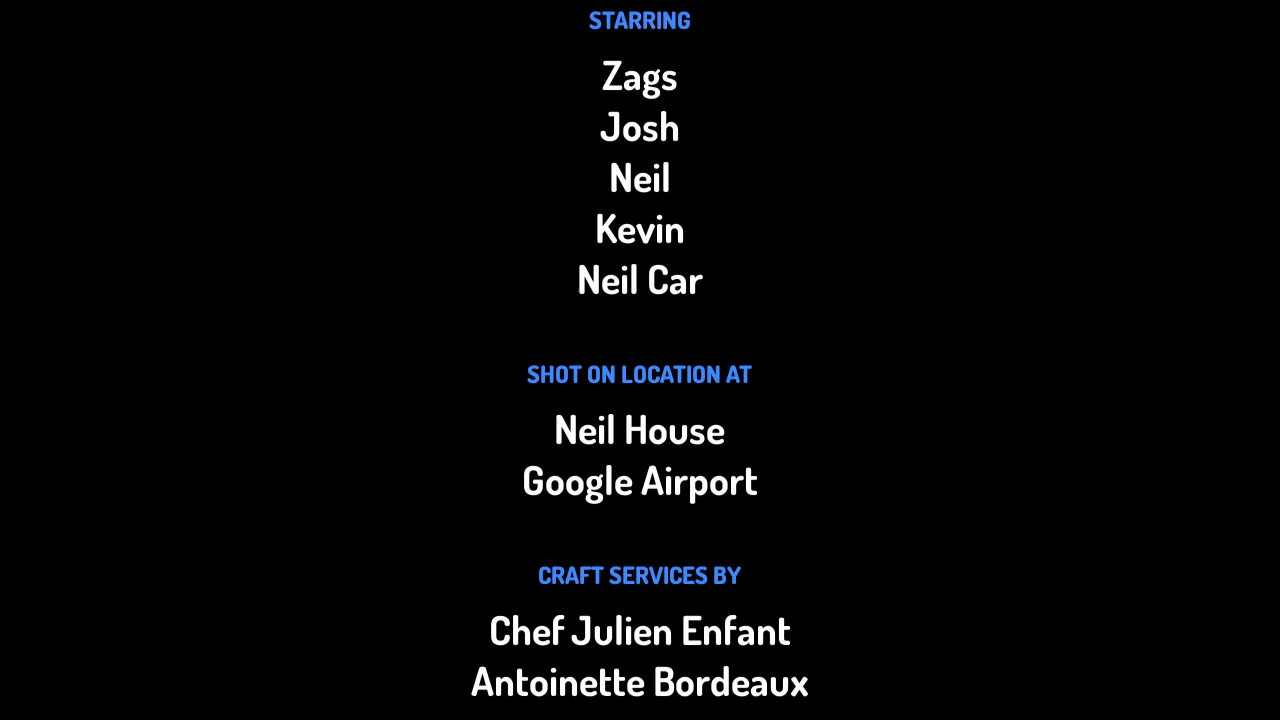 STARRING
Zags
Josh
Neil
Kevin
Neil Car
SHOT ON LOCATION AT
Neil House
Google Airport
CRAFT SERVICES BY
Chef Julien Enfant
Antoinette Bordeaux